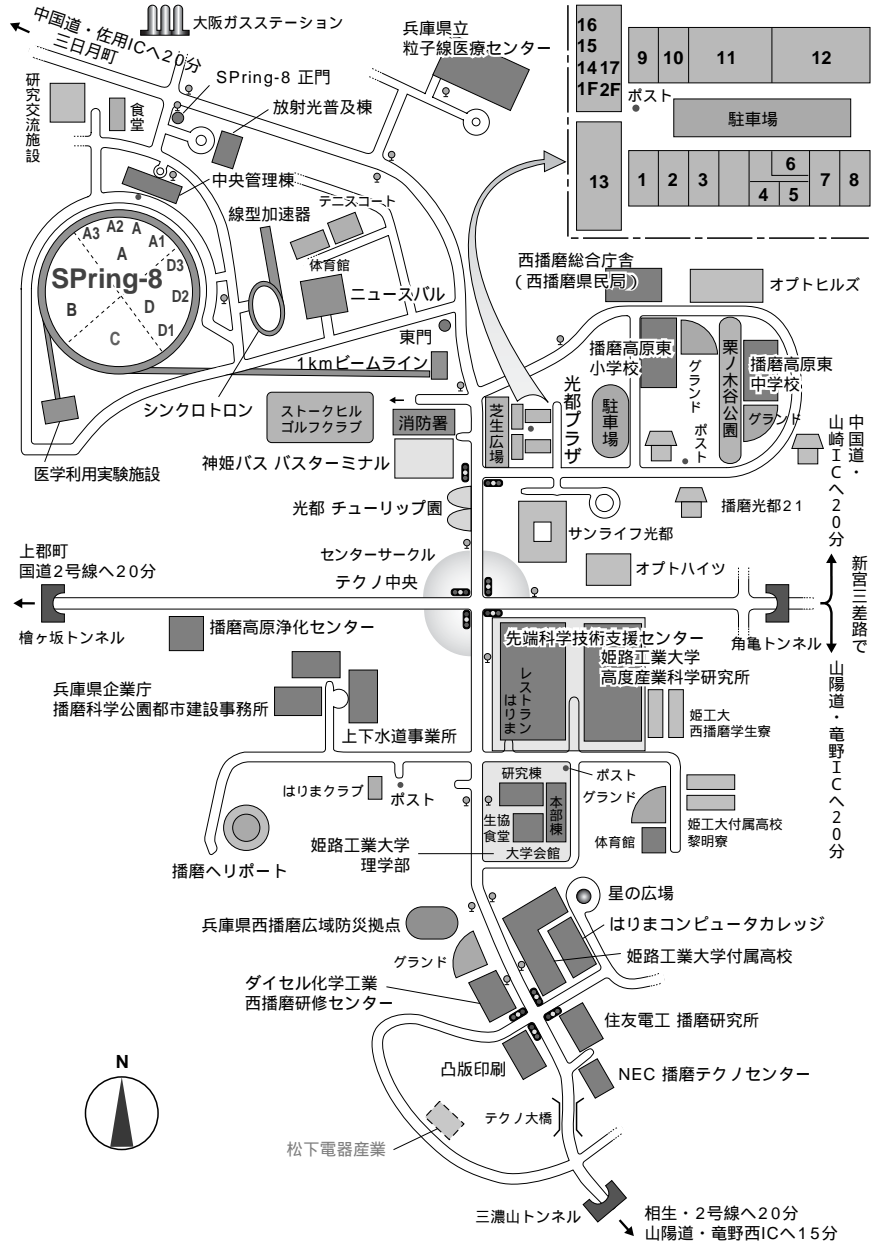 中国道・佐用ICへ20分
三日月町
大阪ガスステーション
兵庫県立
粒子線医療センター
SPring-8 正門
放射光普及棟
研究交流施設
食堂
中央管理棟
線型加速器
テニスコート
体育館
ニュースバル
東門
1kmビームライン
シンクロトロン
医学利用実験施設
SPring-8
A3
A2
A
A1
A
D3
D2
D
D1
B
C
16
15
14 17
1F 2F
9
10
11
12
ポスト
駐車場
13
1
2
3
4
5
6
7
8
西播磨総合庁舎
(西播磨県民局)
オプトヒルズ
播磨高原東
小学校
グランド
栗ノ木谷公園
播磨高原東
中学校
グランド
ポスト
駐車場
光都プラザ
芝生広場
ストークヒル
ゴルフクラブ
消防署
神姫バス バスターミナル
光都 チューリップ園
サンライフ光都
播磨光都21
オプトハイツ
センターサークル
テクノ中央
中国道・
山崎ICへ20分
新宮三差路で
山陽道・竜野ICへ20分
角亀トンネル
上郡町
国道2号線へ20分
檜ヶ坂トンネル
播磨高原浄化センター
兵庫県企業庁
播磨科学公園都市建設事務所
上下水道事業所
先端科学技術支援センター
姫路工業大学
高度産業科学研究所
レストラン
はりま
姫工大
西播磨学生寮
はりまクラブ
ポスト
研究棟
ポスト
本部棟
生協
食堂
大学会館
グランド
体育館
姫工大付属高校
黎明寮
姫路工業大学
理学部
播磨ヘリポート
星の広場
はりまコンピュータカレッジ
姫路工業大学付属高校
兵庫県西播磨広域防災拠点
グランド
ダイセル化学工業
西播磨研修センター
住友電工 播磨研究所
凸版印刷
NEC 播磨テクノセンター
テクノ大橋
松下電器産業
N
三濃山トンネル
相生・2号線へ20分
山陽道・竜野西ICへ15分